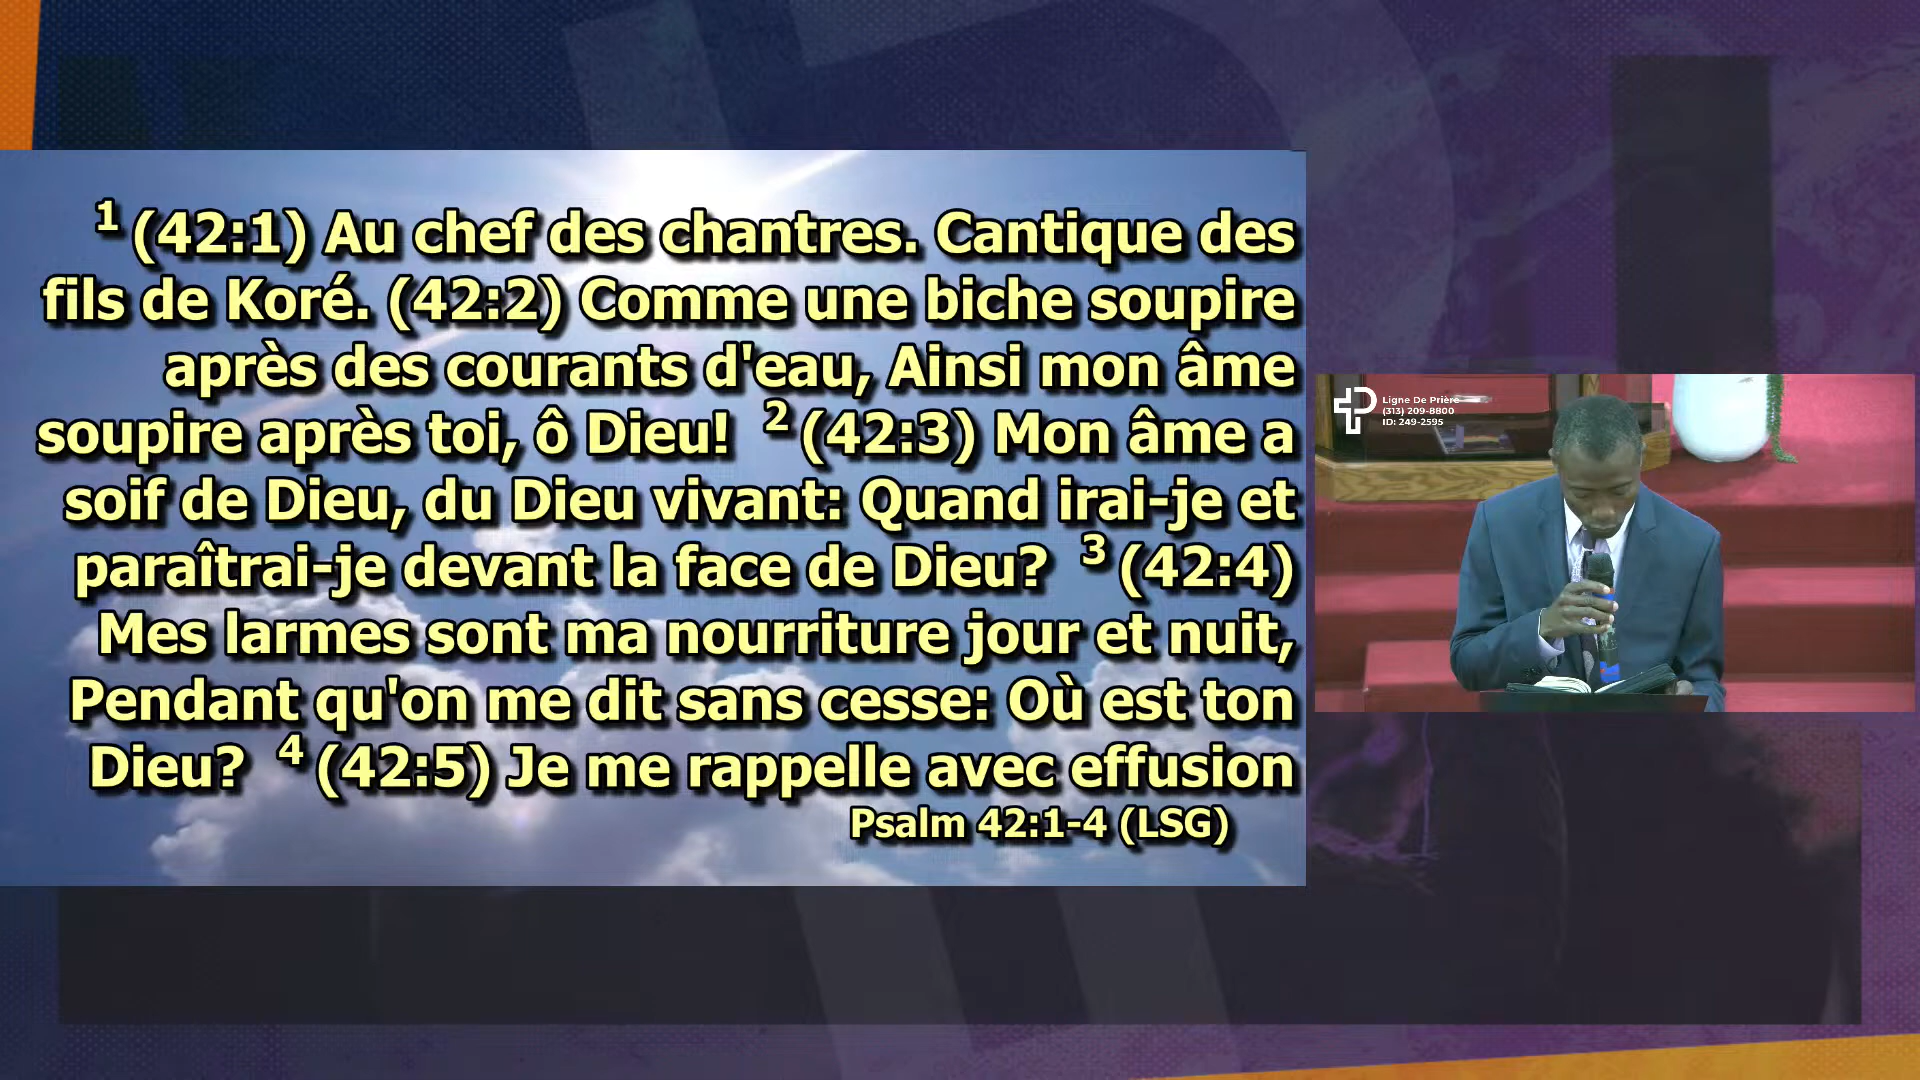 1 (42:1) Au chef des chantres. Cantique des
fils de Koré. (42:2) Comme une biche soupire
après des courants d'eau, Ainsi mon âme
soupire après toi, ô Dieu! 2 (42:3) Mon âme a
soif de Dieu, du Dieu vivant: Quand irai-je et
paraîtrai-je devant la face de Dieu? 3 (42:4)
Mes larmes sont ma nourriture jour et nuit,
Pendant qu'on me dit sans cesse: Où est ton
Dieu? 4 (42:5) Je me rappelle avec effusion
Psalm 42:1-4 (LSG)
Ligne De Prière
(313) 209-8800
ID: 249-2595